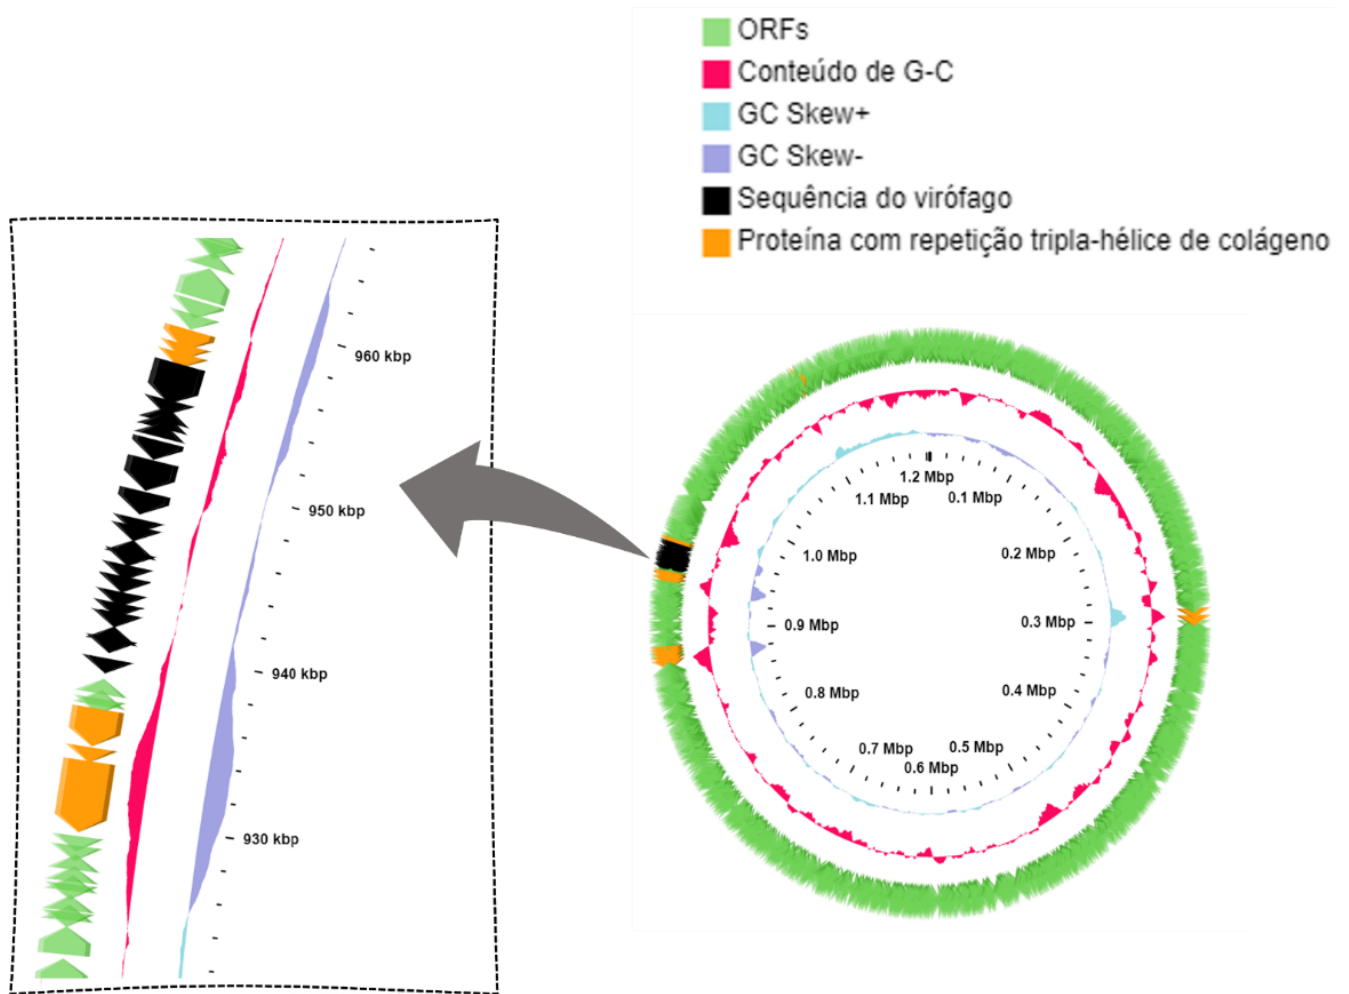 ORFs
Conteúdo de G-C
GC Skew+
GC Skew-
Sequência do virófago
Proteína com repetição tripla-hélice de colágeno
960 kbp
950 kbp
940 kbp
930 kbp
1.2 Mbp
0.1 Mbp
0.2 Mbp
0.3 Mbp
0.4 Mbp
0.5 Mbp
0.6 Mbp
0.7 Mbp
0.8 Mbp
0.9 Mbp
1.0 Mbp
1.1 Mbp